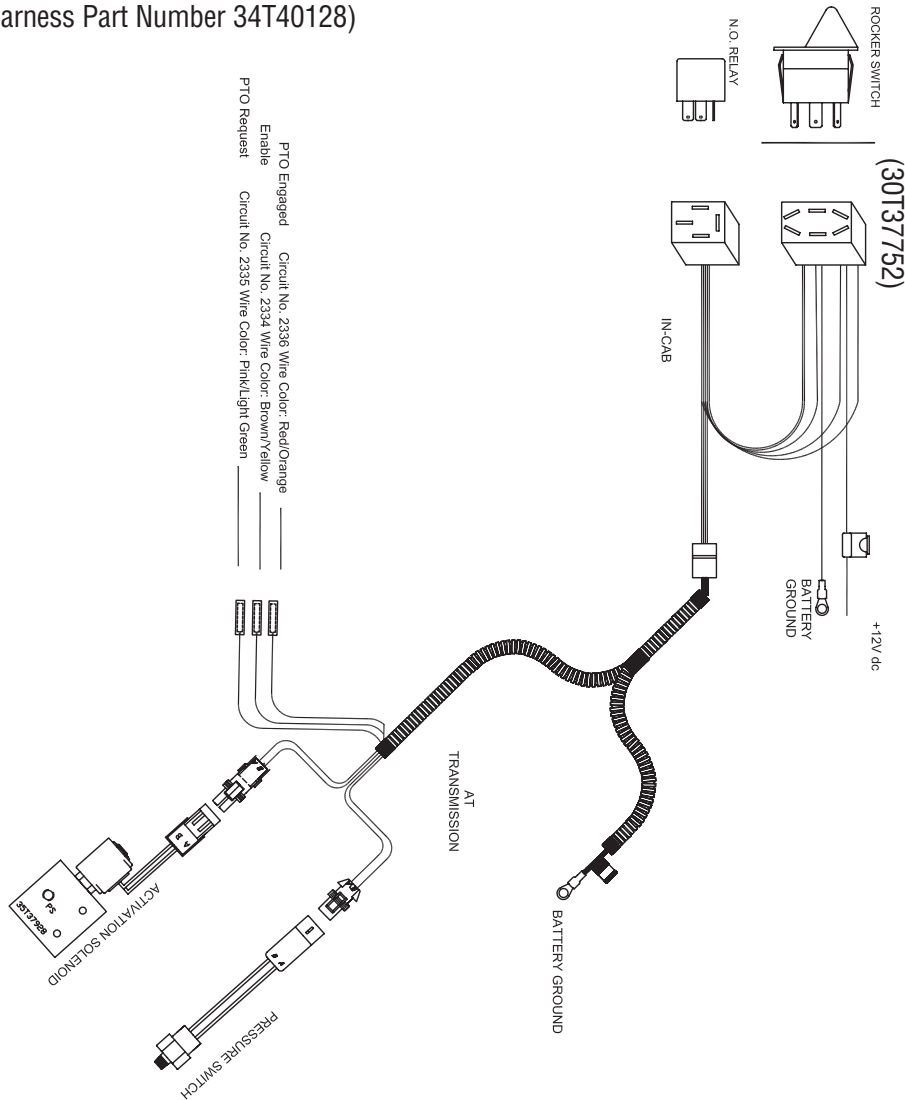 arness Part Number 34T40128)
ROCKER SWITCH
N.O. RELAY
(30T37752)
IN-CAB
+12V dc
BATTERY
GROUND
PTO Engaged Circuit No. 2336 Wire Color: Red/Orange
Enable Circuit No. 2334 Wire Color: Brown/Yellow
PTO Request Circuit No. 2335 Wire Color: Pink/Light Green
AT
TRANSMISSION
BATTERY GROUND
A B
PS
35T37928
ACTIVATION SOLENOID
B A
PRESSURE SWITCH